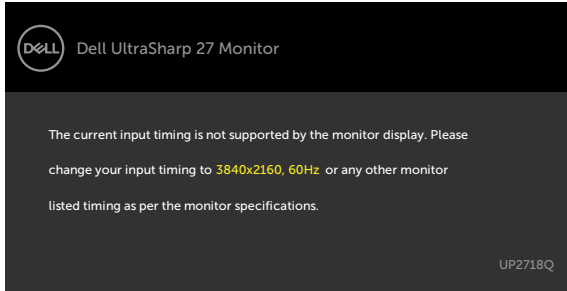 DELL
Dell UltraSharp 27 Monitor
The current input timing is not supported by the monitor display. Please
change your input timing to 3840x2160, 60Hz or any other monitor
listed timing as per the monitor specifications.
UP2718Q